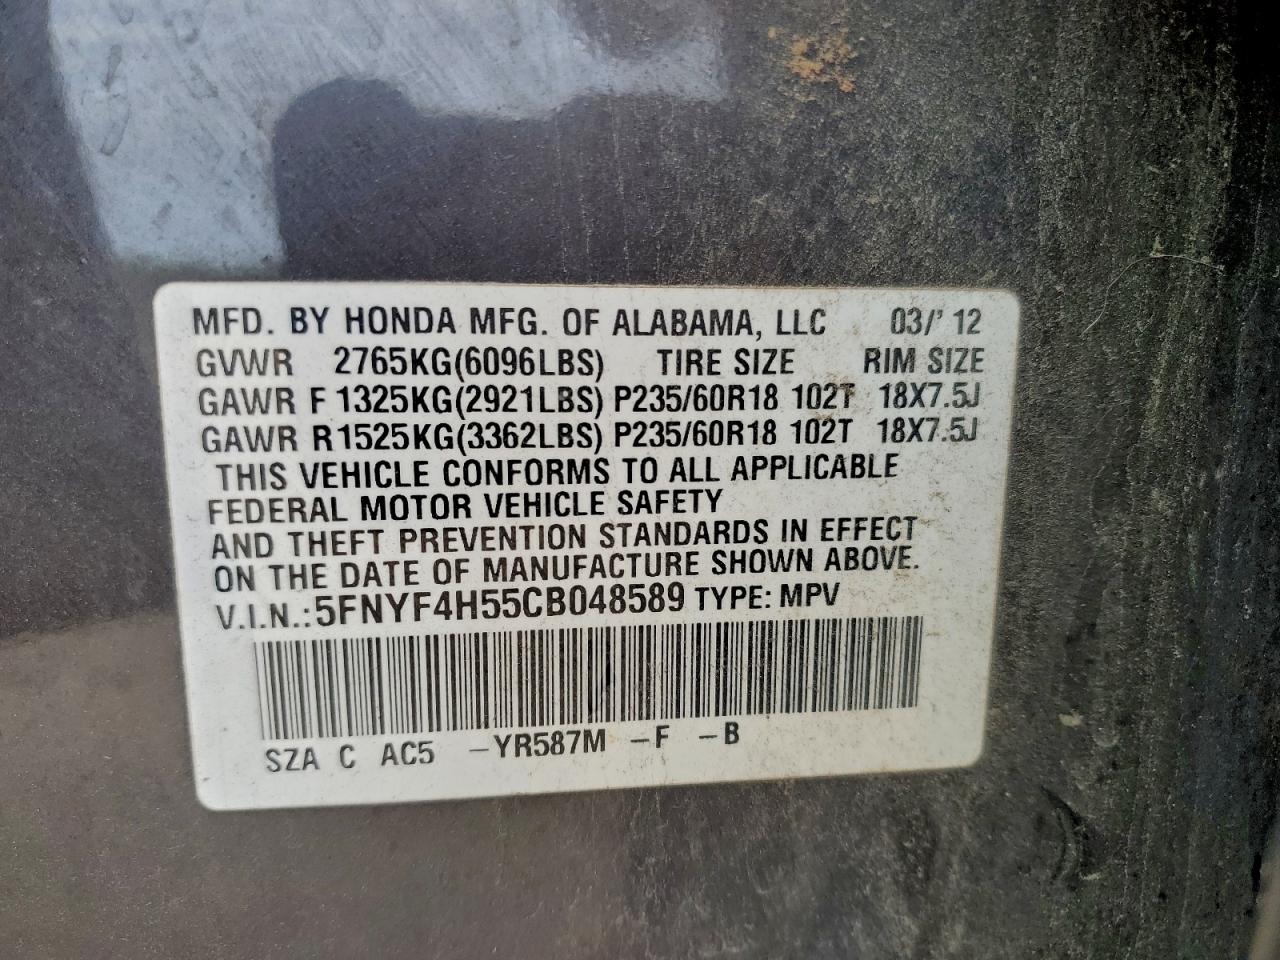 MFD. BY HONDA MFG. OF ALABAMA, LLC 03/' 12
GVWR 2765KG(6096LBS) TIRE SIZE RIM SIZE
GAWR F 1325KG(2921LBS) P235/60R18 102T 18X7.5J
GAWR R 1525KG(3362LBS) P235/60R18 102T 18X7.5J
THIS VEHICLE CONFORMS TO ALL APPLICABLE
FEDERAL MOTOR VEHICLE SAFETY
AND THEFT PREVENTION STANDARDS IN EFFECT
ON THE DATE OF MANUFACTURE SHOWN ABOVE.
V.I.N.:5FNYF4H55CB048589 TYPE: MPV
SZA C AC5 -YR587M -F -B